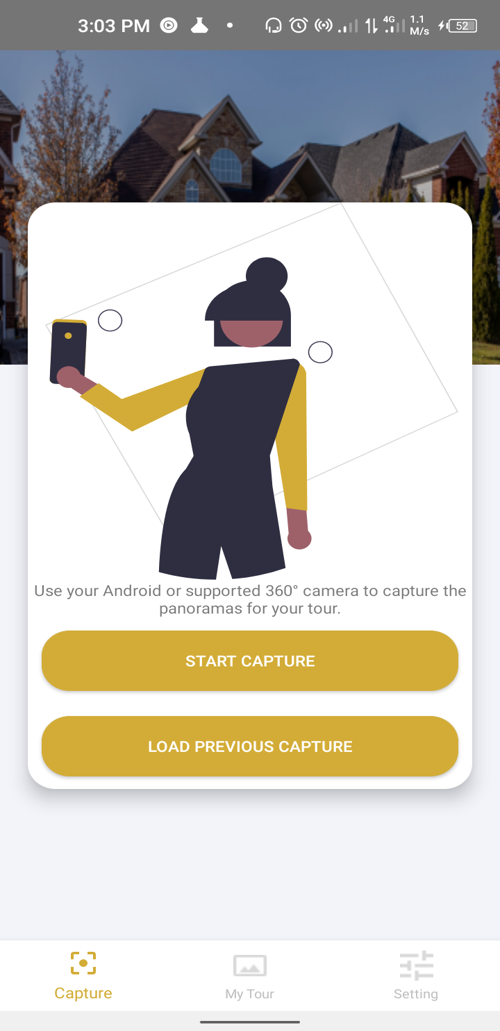 3:03 PM 4G 1.1 M/s 52
Use your Android or supported 360° camera to capture the
panoramas for your tour.
START CAPTURE
LOAD PREVIOUS CAPTURE
Capture My Tour Setting